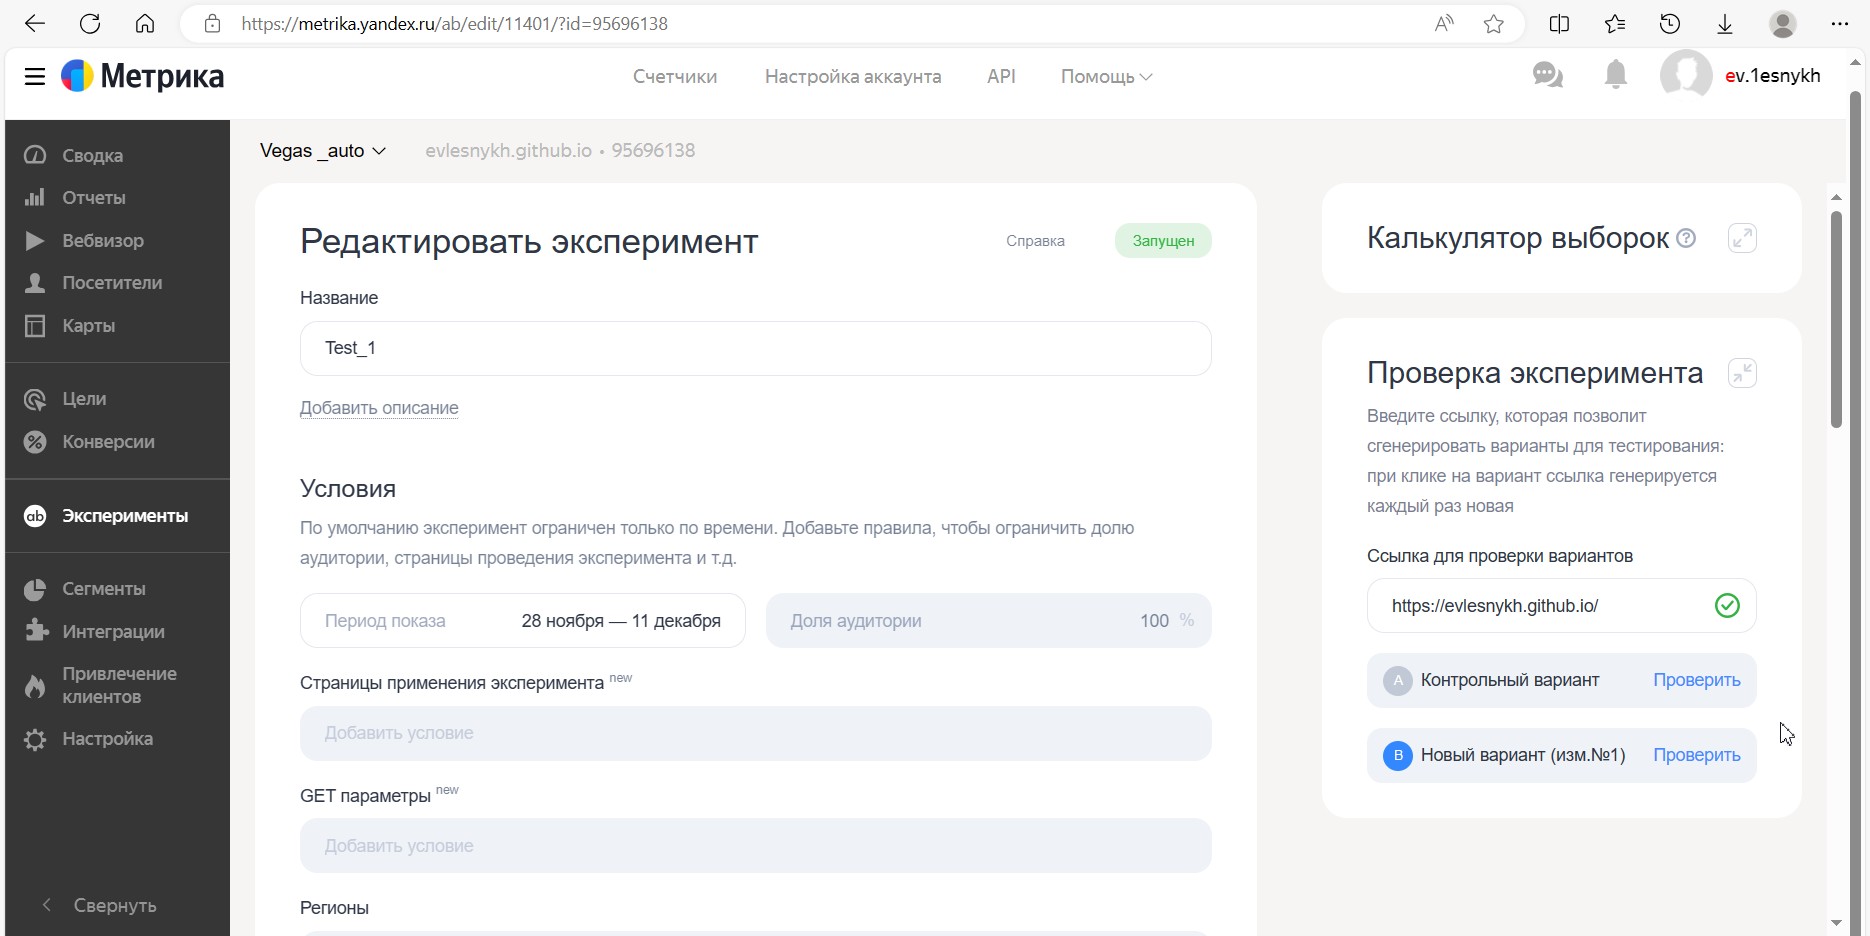 https://metrika.yandex.ru/ab/edit/11401/?id=95696138
Метрика
Счетчики
Настройка аккаунта
API
Помощь
ev.1esnykh
Сводка
Отчеты
Вебвизор
Посетители
Карты
Цели
Конверсии
ab
Эксперименты
Сегменты
Интеграции
Привлечение
клиентов
Настройка
Свернуть
Vegas _auto
evlesnykh.github.io • 95696138
Редактировать эксперимент
Справка
Запущен
Название
Test_1
Добавить описание
Условия
По умолчанию эксперимент ограничен только по времени. Добавьте правила, чтобы ограничить долю
аудитории, страницы проведения эксперимента и т.д.
Период показа 28 ноября — 11 декабря
Доля аудитории 100 %
Страницы применения эксперимента new
Добавить условие
GET параметры new
Добавить условие
Регионы
Калькулятор выборок ?
Проверка эксперимента
Введите ссылку, которая позволит
сгенерировать варианты для тестирования:
при клике на вариант ссылка генерируется
каждый раз новая
Ссылка для проверки вариантов
https://evlesnykh.github.io/
A Контрольный вариант Проверить
B Новый вариант (изм.№1) Проверить